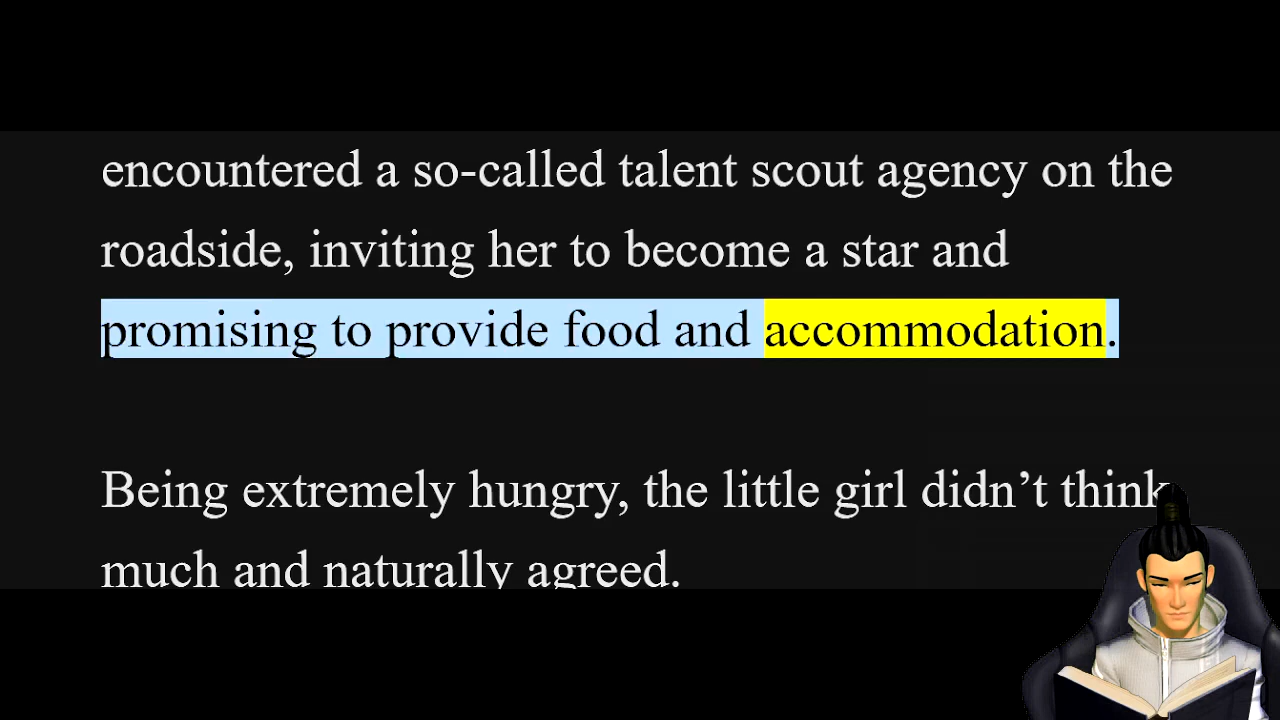 encountered a so-called talent scout agency on the
roadside, inviting her to become a star and
promising to provide food and accommodation.
Being extremely hungry, the little girl didn’t think
much and naturally agreed.